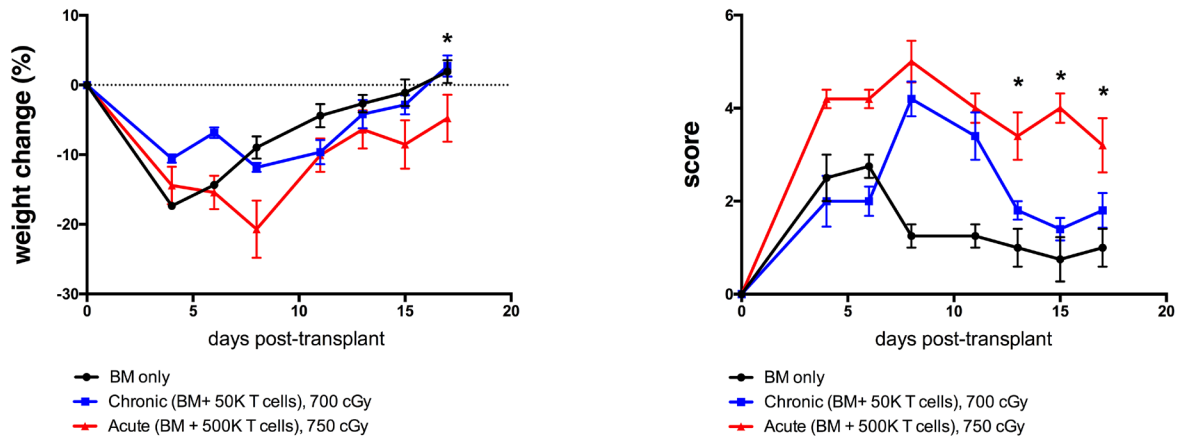 weight change (%)
10
0
-10
-20
-30
*
0
5
10
15
20
days post-transplant
BM only
Chronic (BM+ 50K T cells), 700 cGy
Acute (BM + 500K T cells), 750 cGy
score
6
4
2
0
*
*
*
0
5
10
15
20
days post-transplant
BM only
Chronic (BM+ 50K T cells), 700 cGy
Acute (BM + 500K T cells), 750 cGy